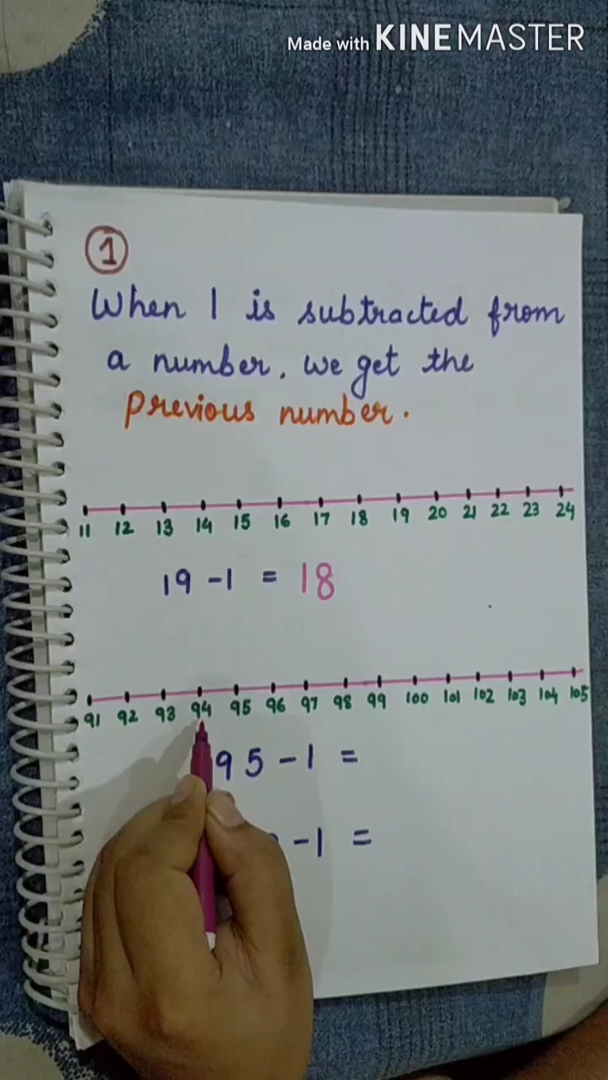 Made with KINEMASTER
1
When 1 is subtracted from
a number, we get the
previous number.
11 12 13 14 15 16 17 18 19 20 21 22 23 24
19 - 1 = 18
91 92 93 94 95 96 97 98 99 100 101 102 103 104 105
95 - 1 =
- 1 =